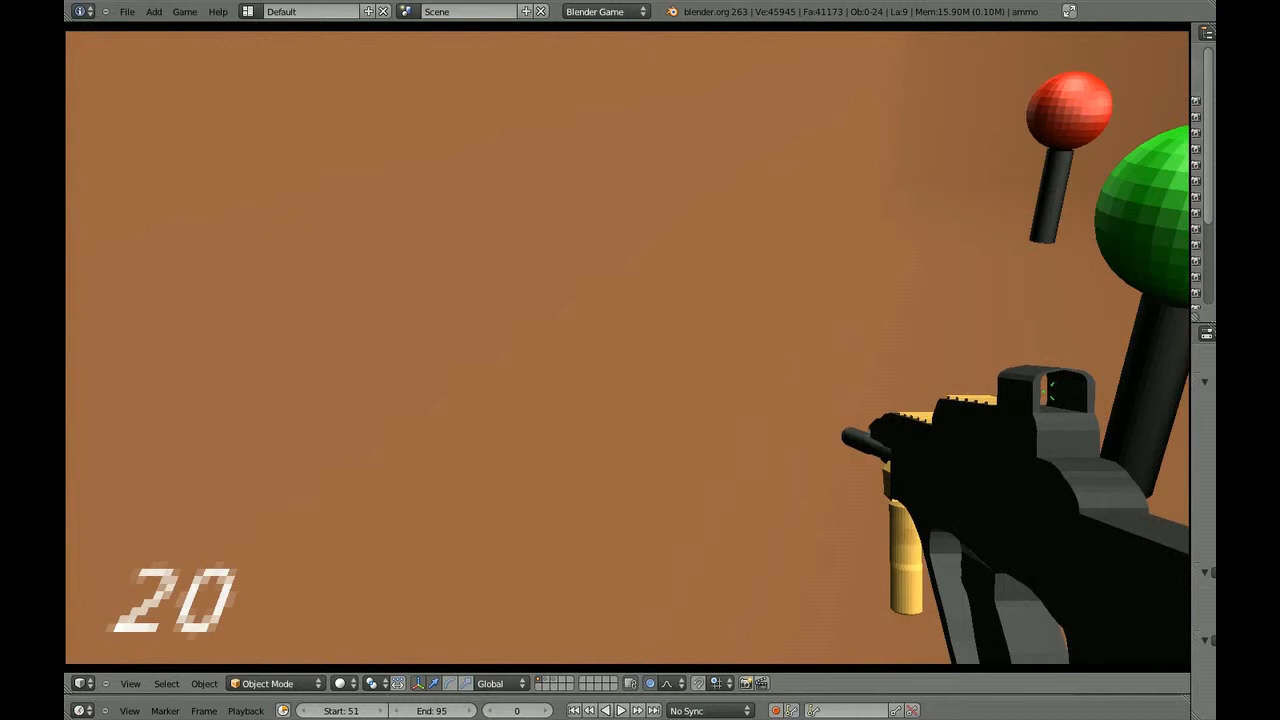 File Add Game Help Default Scene Blender Game blender.org 263 | Ve:45945 | Fa:41173 | Ob:0-24 | La:9 | Mem:15.90M (0.10M) | ammo
20
View Select Object Object Mode Global
View Marker Frame Playback Start: 51 End: 95 0 No Sync